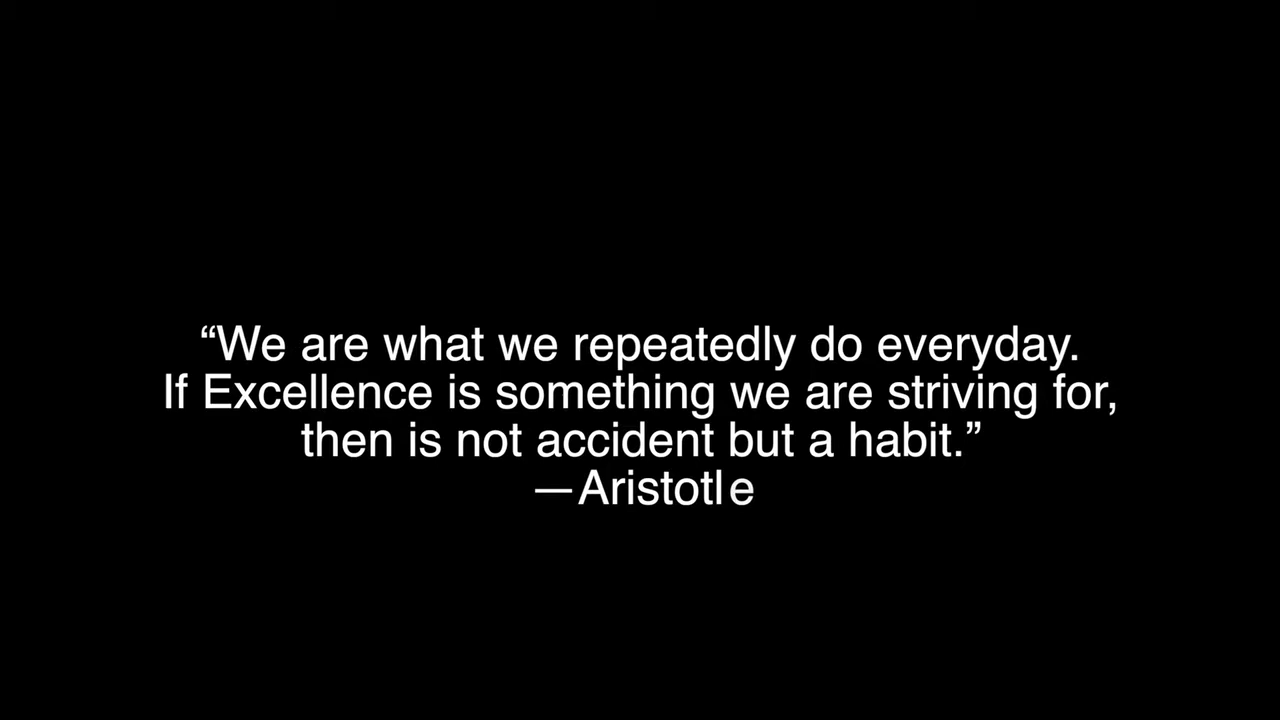 “We are what we repeatedly do everyday.
If Excellence is something we are striving for,
then is not accident but a habit.”
—Aristotle